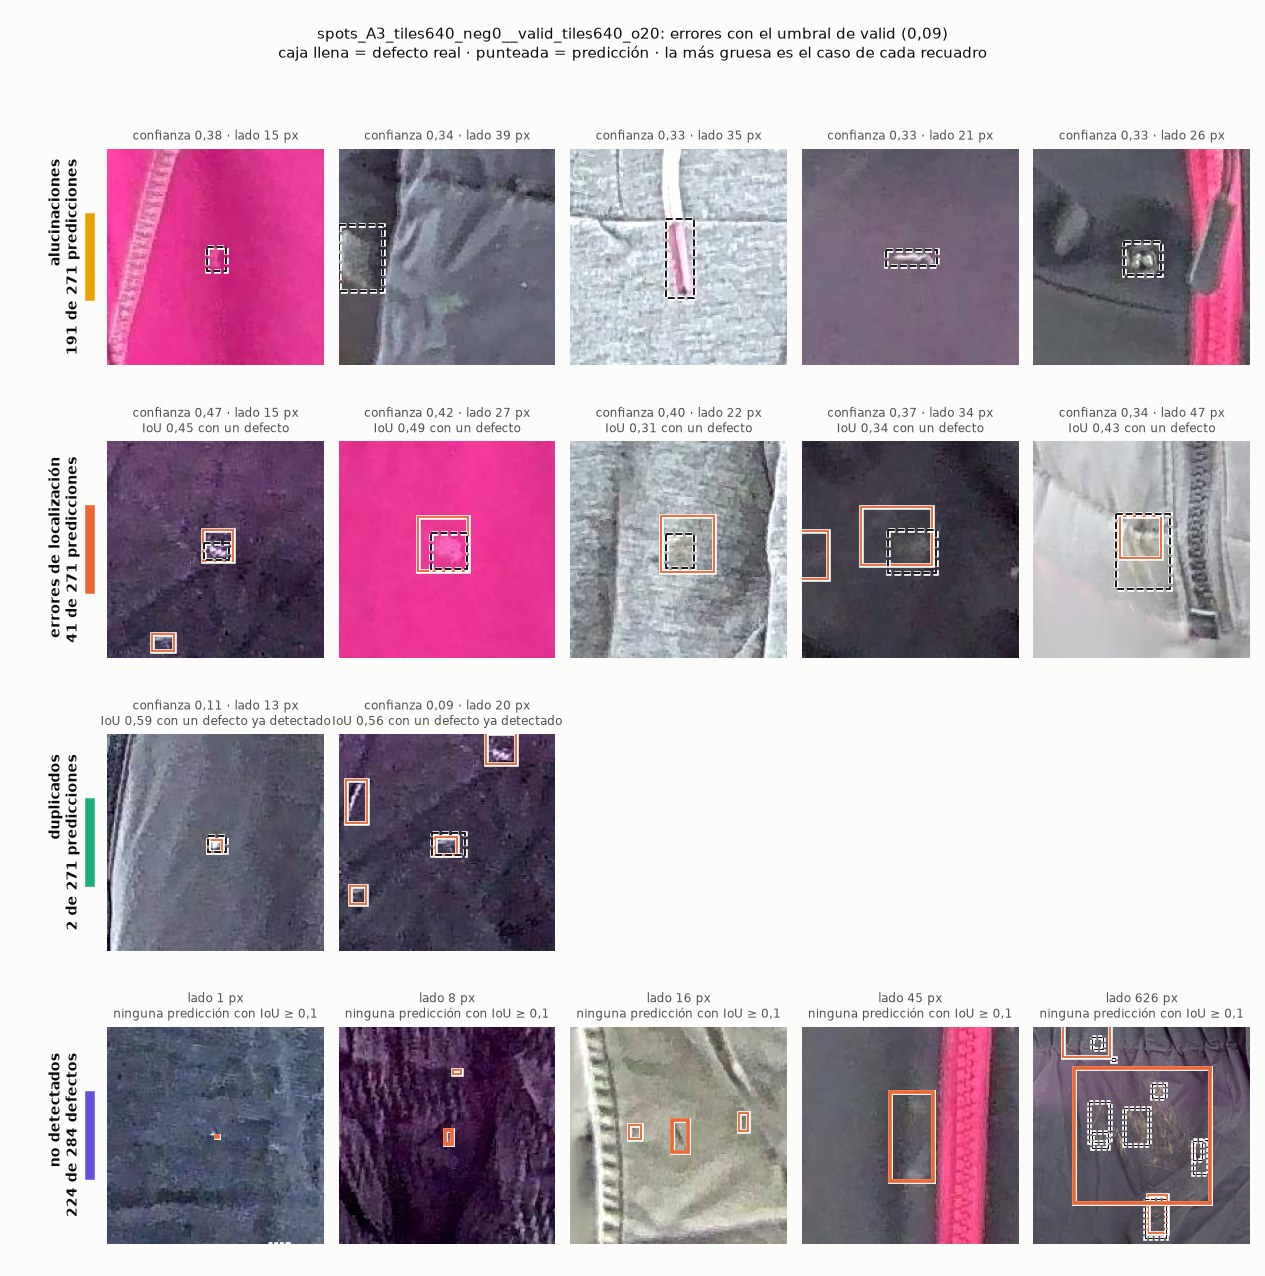 spots_A3_tiles640_neg0__valid_tiles640_o20: errores con el umbral de valid (0,09)
caja llena = defecto real · punteada = predicción · la más gruesa es el caso de cada recuadro
alucinaciones
191 de 271 predicciones
confianza 0,38 · lado 15 px
confianza 0,34 · lado 39 px
confianza 0,33 · lado 35 px
confianza 0,33 · lado 21 px
confianza 0,33 · lado 26 px
errores de localización
41 de 271 predicciones
confianza 0,47 · lado 15 px
IoU 0,45 con un defecto
confianza 0,42 · lado 27 px
IoU 0,49 con un defecto
confianza 0,40 · lado 22 px
IoU 0,31 con un defecto
confianza 0,37 · lado 34 px
IoU 0,34 con un defecto
confianza 0,34 · lado 47 px
IoU 0,43 con un defecto
duplicados
2 de 271 predicciones
confianza 0,11 · lado 13 px
IoU 0,59 con un defecto ya detectado
confianza 0,09 · lado 20 px
IoU 0,56 con un defecto ya detectado
no detectados
224 de 284 defectos
lado 1 px
ninguna predicción con IoU ≥ 0,1
lado 8 px
ninguna predicción con IoU ≥ 0,1
lado 16 px
ninguna predicción con IoU ≥ 0,1
lado 45 px
ninguna predicción con IoU ≥ 0,1
lado 626 px
ninguna predicción con IoU ≥ 0,1